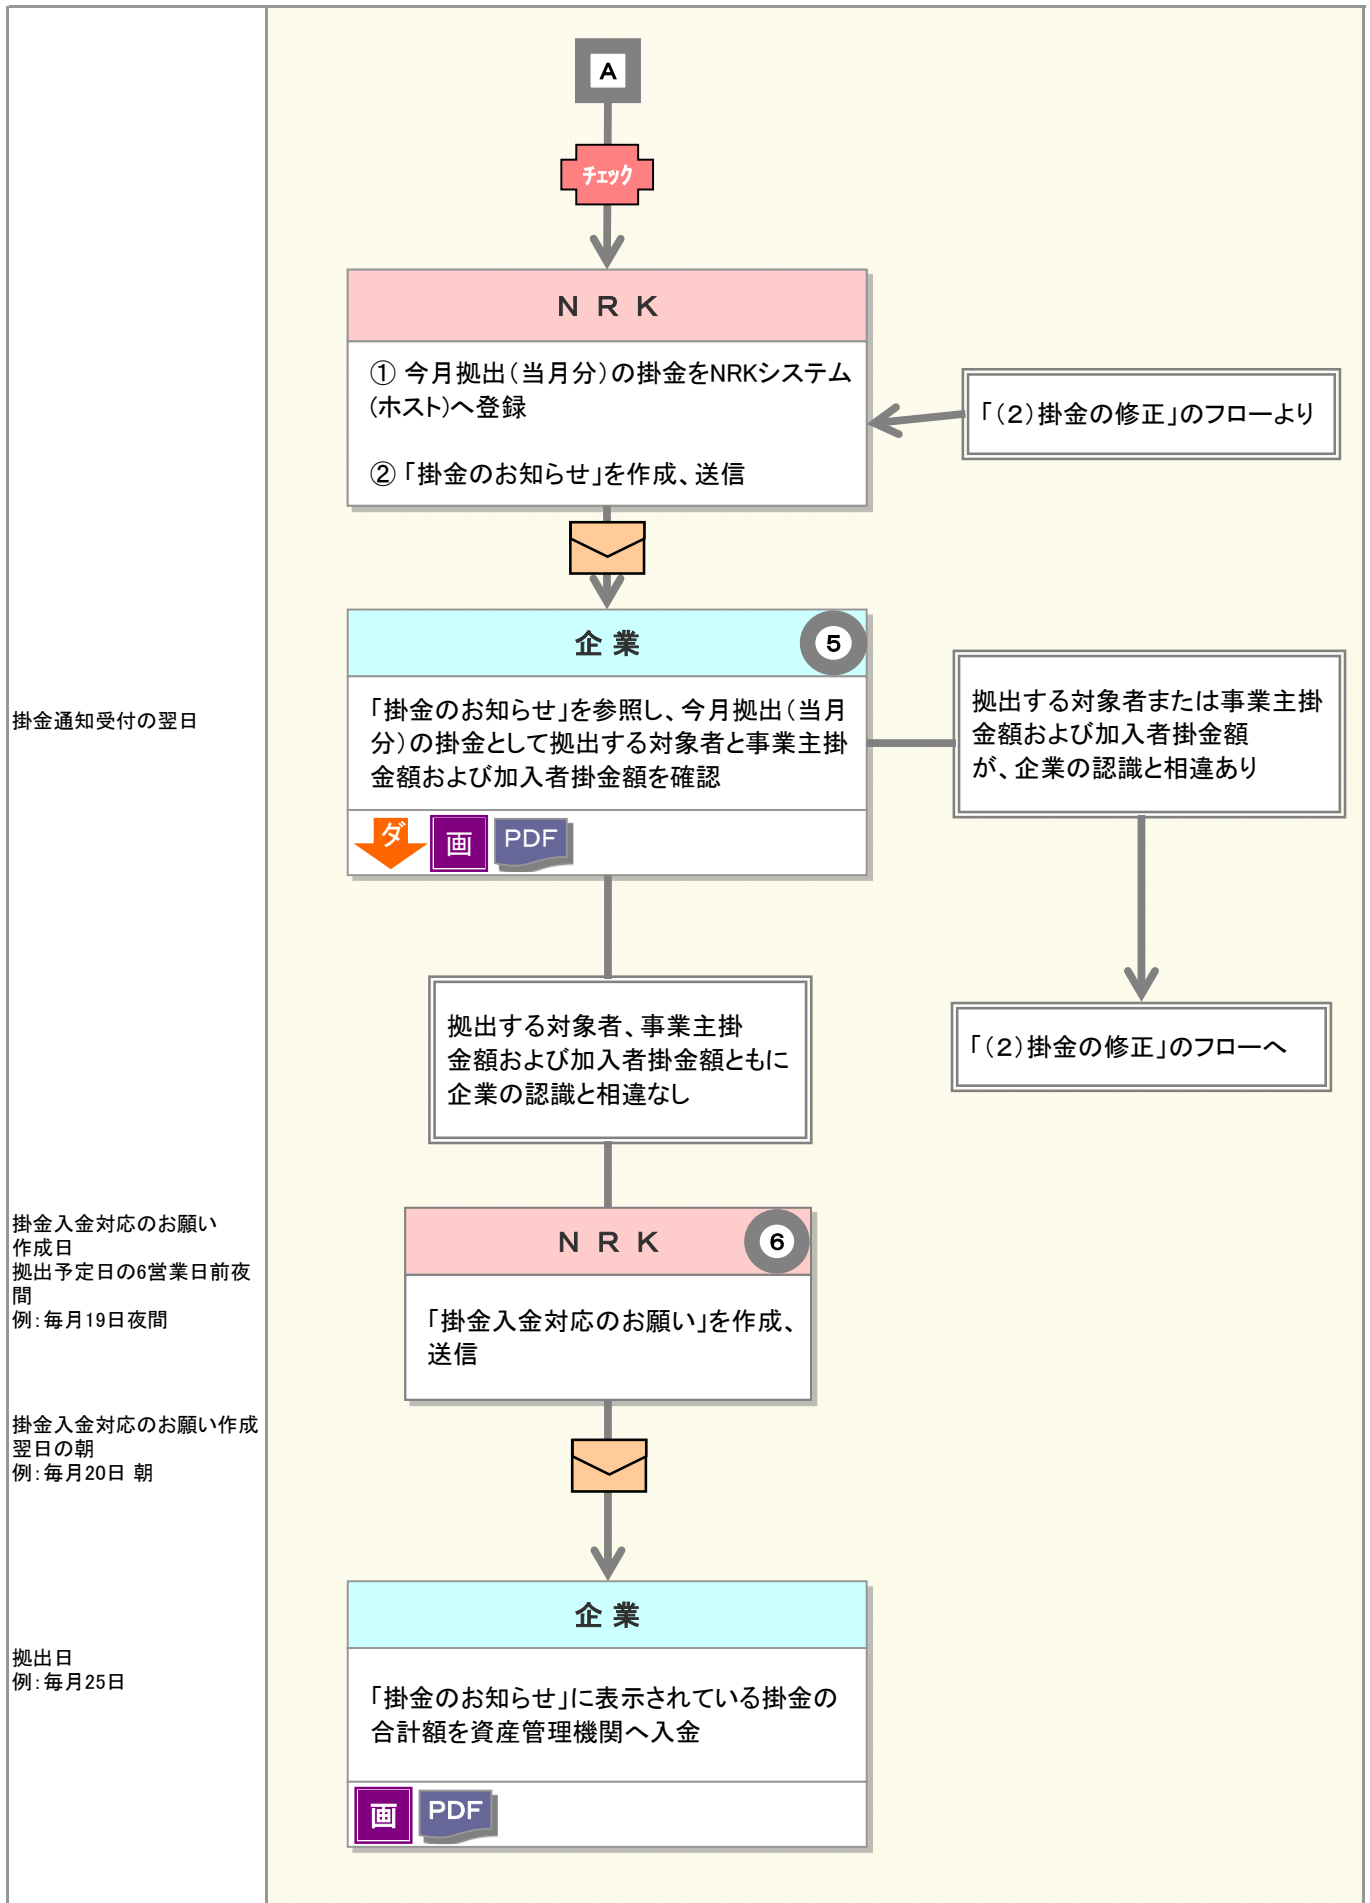 A
チェック
ＮＲＫ
① 今月拠出（当月分）の掛金をNRKシステム
(ホスト)へ登録
② 「掛金のお知らせ」を作成、送信
「（２）掛金の修正」のフローより
企業
5
掛金通知受付の翌日
「掛金のお知らせ」を参照し、今月拠出（当月
分）の掛金として拠出する対象者と事業主掛
金額および加入者掛金額を確認
ダ
画
PDF
拠出する対象者または事業主掛
金額および加入者掛金額
が、企業の認識と相違あり
拠出する対象者、事業主掛
金額および加入者掛金額ともに
企業の認識と相違なし
「（２）掛金の修正」のフローへ
掛金入金対応のお願い
作成日
拠出予定日の6営業日前夜
間
例：毎月19日夜間
ＮＲＫ
6
「掛金入金対応のお願い」を作成、
送信
掛金入金対応のお願い作成
翌日の朝
例：毎月20日 朝
企業
拠出日
例：毎月25日
「掛金のお知らせ」に表示されている掛金の
合計額を資産管理機関へ入金
画
PDF